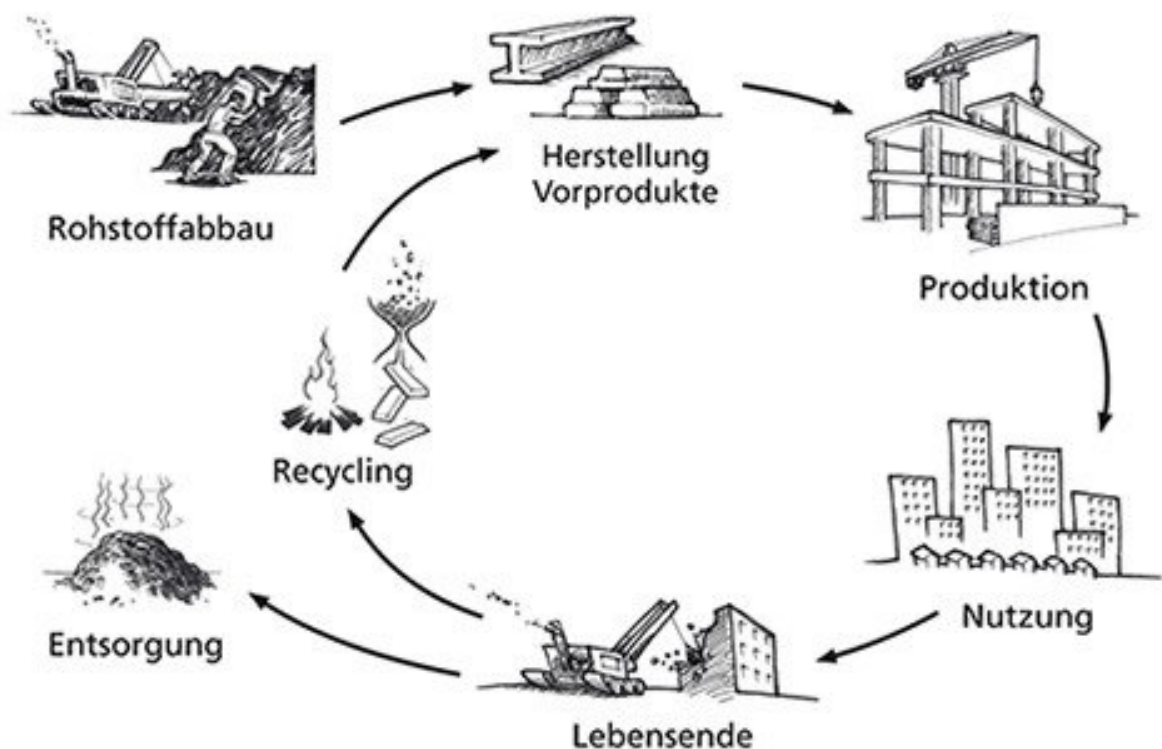 Rohstoffabbau
Herstellung
Vorprodukte
Produktion
Nutzung
Lebensende
Recycling
Entsorgung